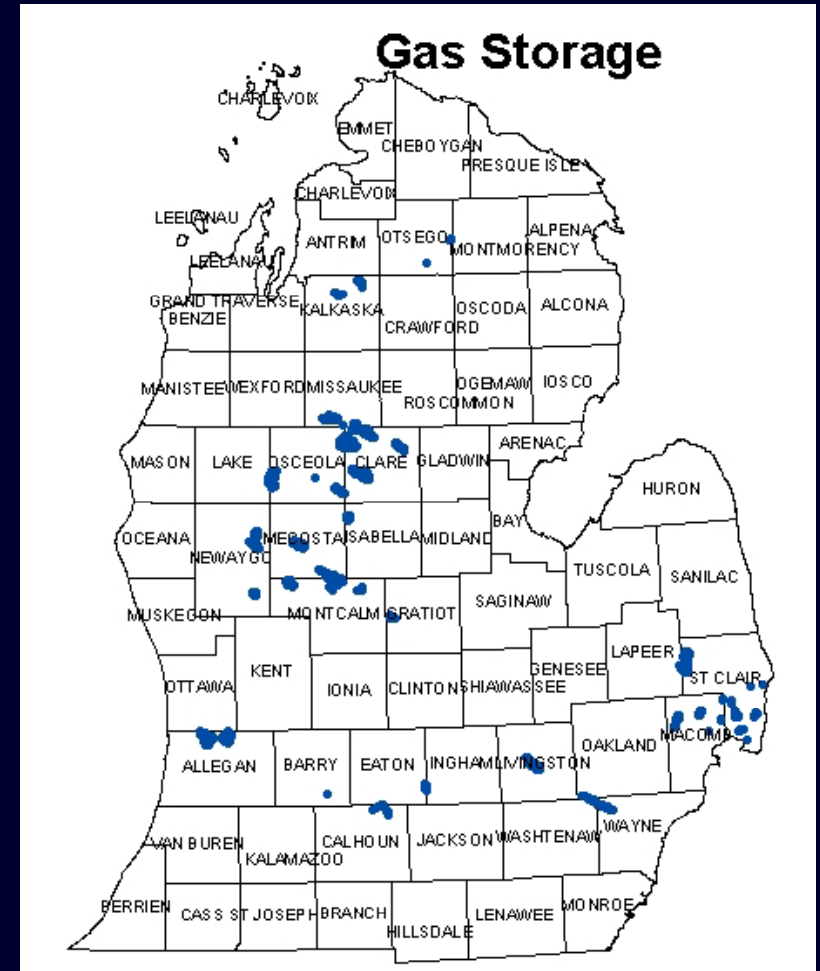 Gas Storage
CHARLEVOIX
EMMET
CHEBOYGAN
PRESQUE ISLE
CHARLEVOIX
LEELANAU
ANTRIM
OTSEGO
MONTMORENCY
ALPENA
LEELANAU
GRAND TRAVERSE
BENZIE
KALKASKA
CRAWFORD
OSCODA
ALCONA
MANISTEE
WEXFORD
MISSAUKEE
ROSCOMMON
OGEMAW
IOSCO
MASON
LAKE
OSCEOLA
CLARE
GLADWIN
ARENAC
HURON
OCEANA
NEWAYGO
MECOSTA
ISABELLA
MIDLAND
BAY
TUSCOLA
SANILAC
MUSKEGON
MONTCALM
GRATIOT
SAGINAW
OTTAWA
KENT
IONIA
CLINTON
SHIAWASSEE
GENESEE
LAPEER
ST CLAIR
ALLEGAN
BARRY
EATON
INGHAM
LIVINGSTON
OAKLAND
MACOMB
VAN BUREN
KALAMAZOO
CALHOUN
JACKSON
WASHTENAW
WAYNE
BERRIEN
CASS
ST JOSEPH
BRANCH
HILLSDALE
LENAWEE
MONROE